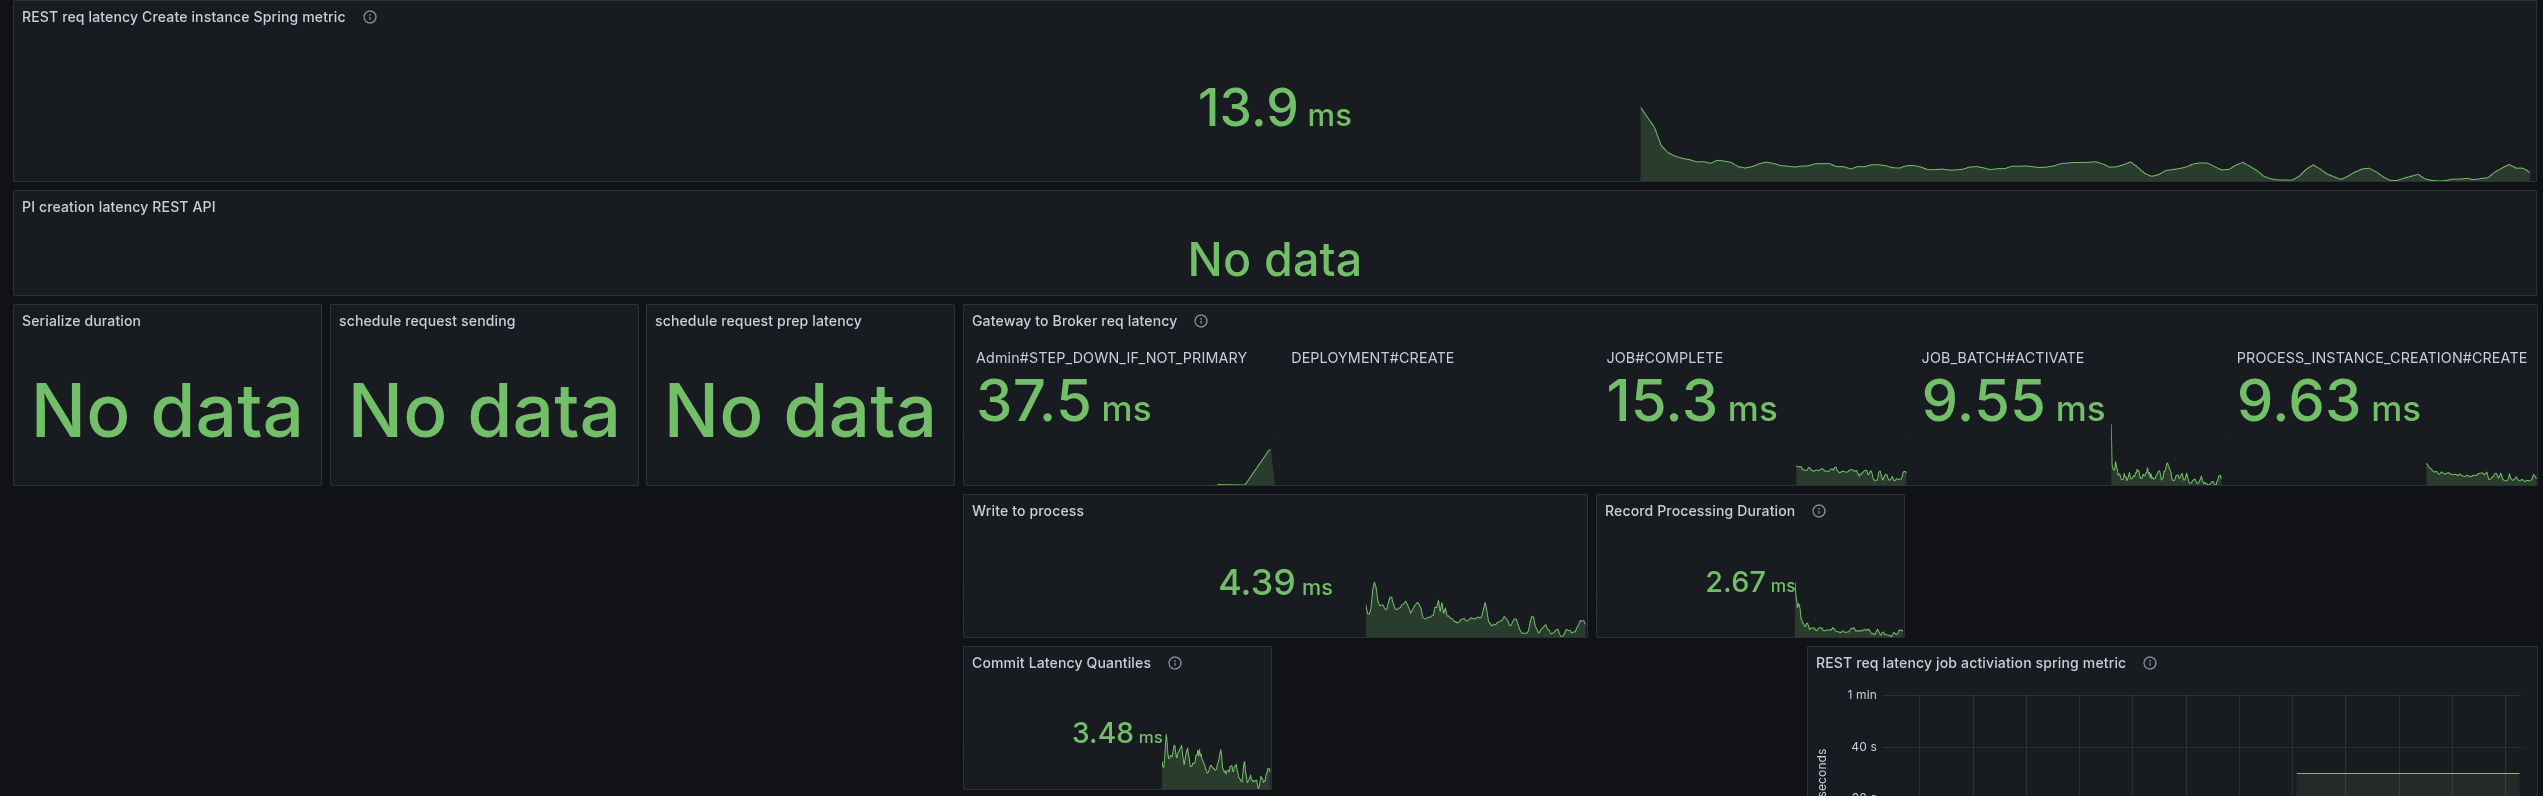 REST req latency Create instance Spring metric
13.9 ms
PI creation latency REST API
No data
Serialize duration
No data
schedule request sending
No data
schedule request prep latency
No data
Gateway to Broker req latency
Admin#STEP_DOWN_IF_NOT_PRIMARY
37.5 ms
DEPLOYMENT#CREATE
JOB#COMPLETE
15.3 ms
JOB_BATCH#ACTIVATE
9.55 ms
PROCESS_INSTANCE_CREATION#CREATE
9.63 ms
Write to process
4.39 ms
Record Processing Duration
2.67 ms
Commit Latency Quantiles
3.48 ms
REST req latency job activiation spring metric
1 min
40 s
seconds